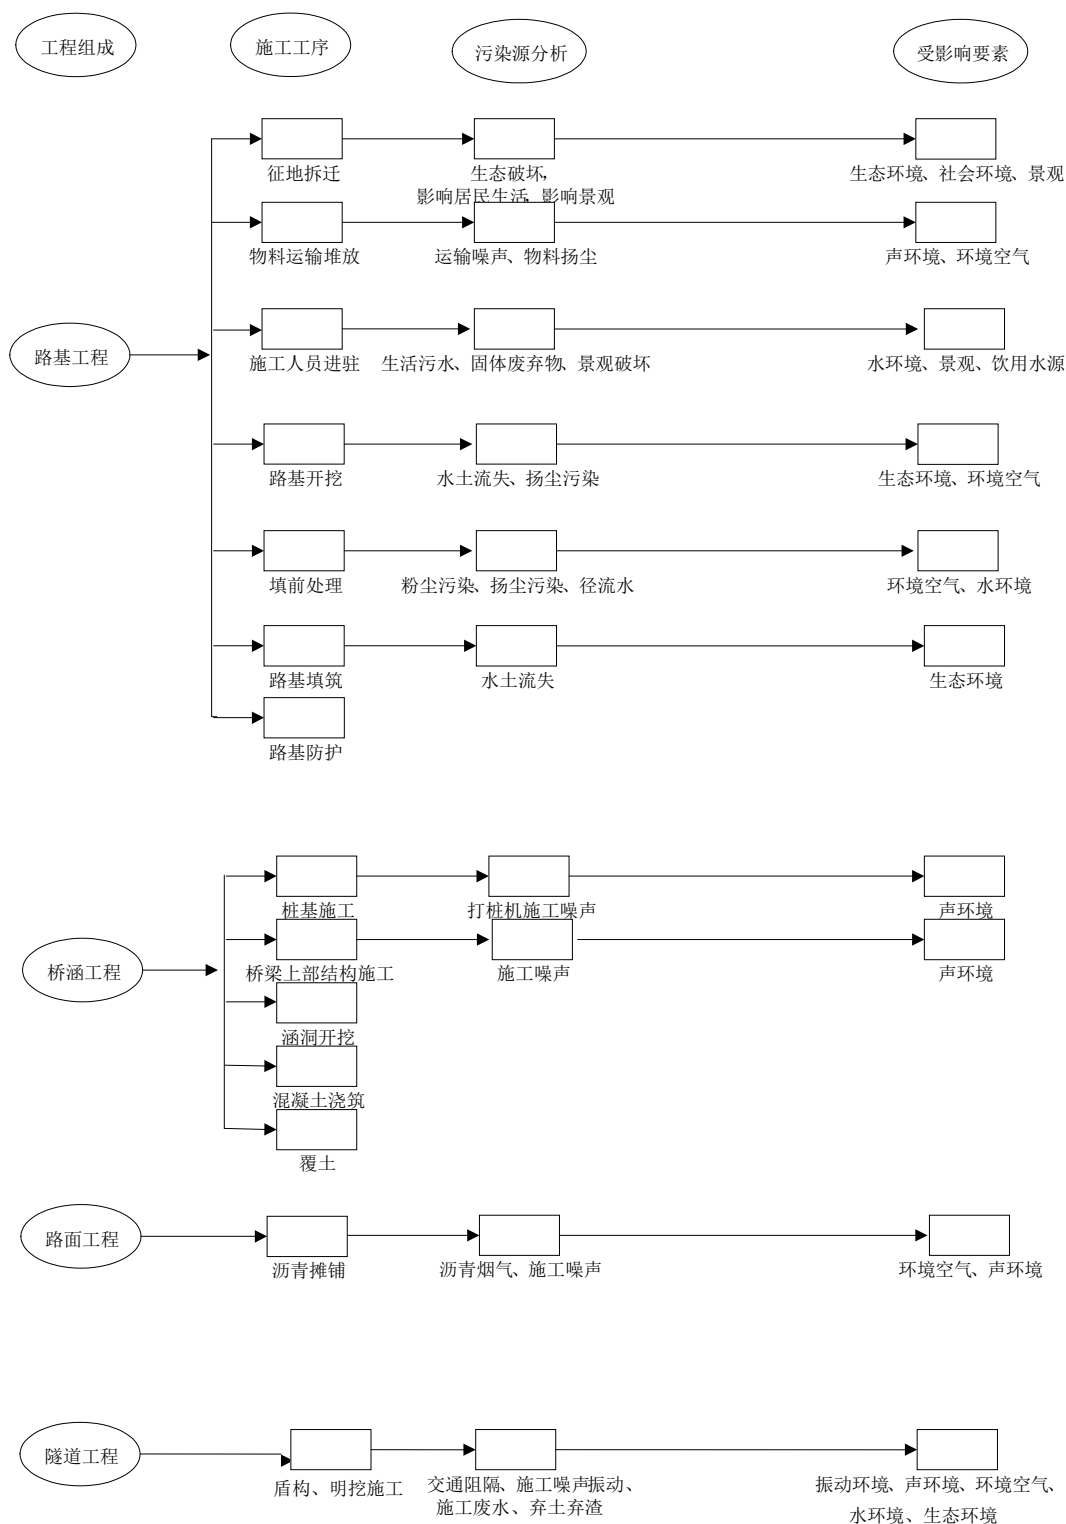 工程组成 施工工序 污染源分析 受影响要素
征地拆迁 生态破坏, 生态环境、社会环境、景观
影响居民生活，影响景观
物料运输堆放 运输噪声、物料扬尘 声环境、环境空气
路基工程
施工人员进驻 生活污水、固体废弃物、景观破坏 水环境、景观、饮用水源
路基开挖 水土流失、扬尘污染 生态环境、环境空气
填前处理 粉尘污染、扬尘污染、径流水 环境空气、水环境
路基填筑 水土流失 生态环境
路基防护
桩基施工 打桩机施工噪声 声环境
桥涵工程 桥梁上部结构施工 施工噪声 声环境
涵洞开挖
混凝土浇筑
覆土
路面工程
沥青摊铺 沥青烟气、施工噪声 环境空气、声环境
隧道工程
盾构、明挖施工 交通阻隔、施工噪声振动、 振动环境、声环境、环境空气、
施工废水、弃土弃渣 水环境、生态环境